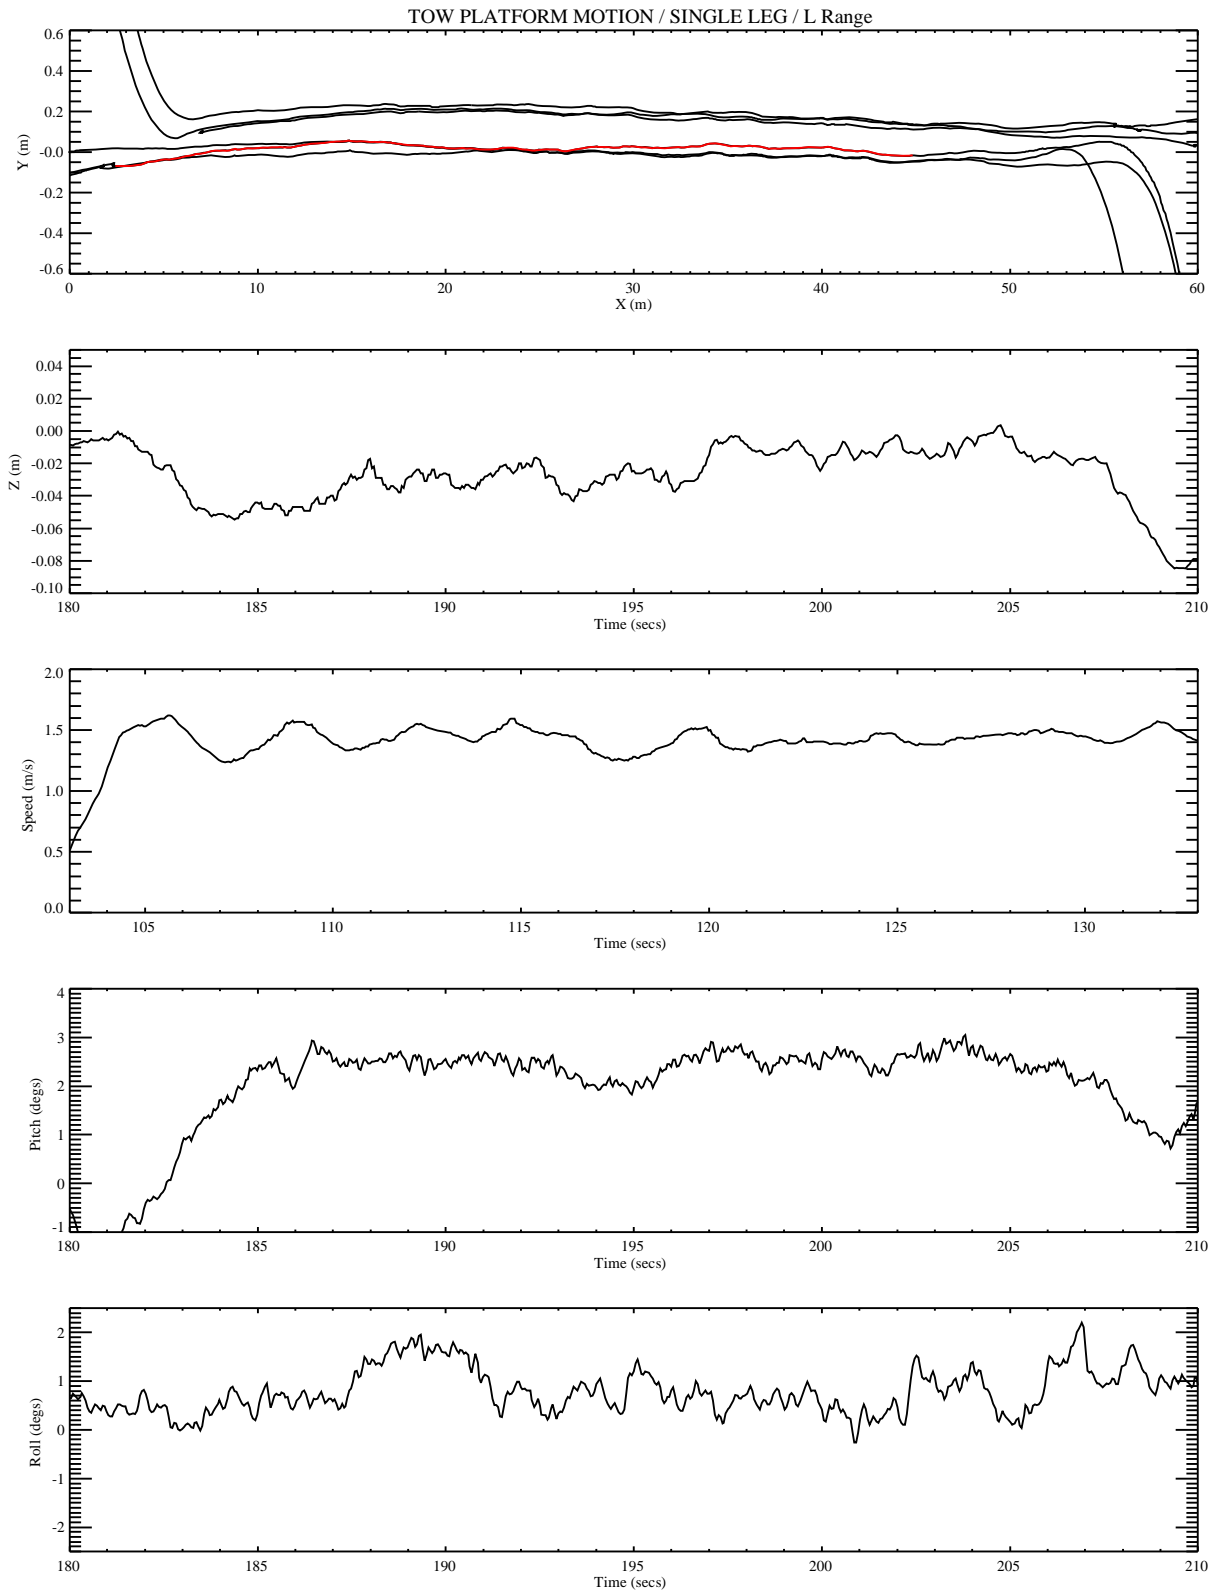 TOW PLATFORM MOTION / SINGLE LEG / L Range
0.6
0.4
0.2
-0.0
-0.2
-0.4
-0.6
Y (m)
0 10 20 30 40 50 60
X (m)
0.04
0.02
0.00
-0.02
-0.04
-0.06
-0.08
-0.10
Z (m)
180 185 190 195 200 205 210
Time (secs)
2.0
1.5
1.0
0.5
0.0
Speed (m/s)
105 110 115 120 125 130
Time (secs)
4
3
2
1
0
-1
Pitch (degs)
180 185 190 195 200 205 210
Time (secs)
2
1
0
-1
-2
Roll (degs)
180 185 190 195 200 205 210
Time (secs)